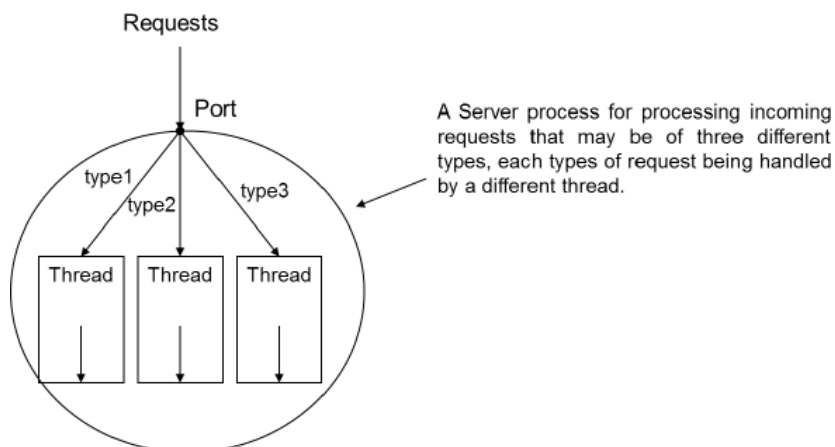 Requests
Port
A Server process for processing incoming
requests that may be of three different
types, each types of request being handled
by a different thread.
type1
type2
type3
Thread
Thread
Thread